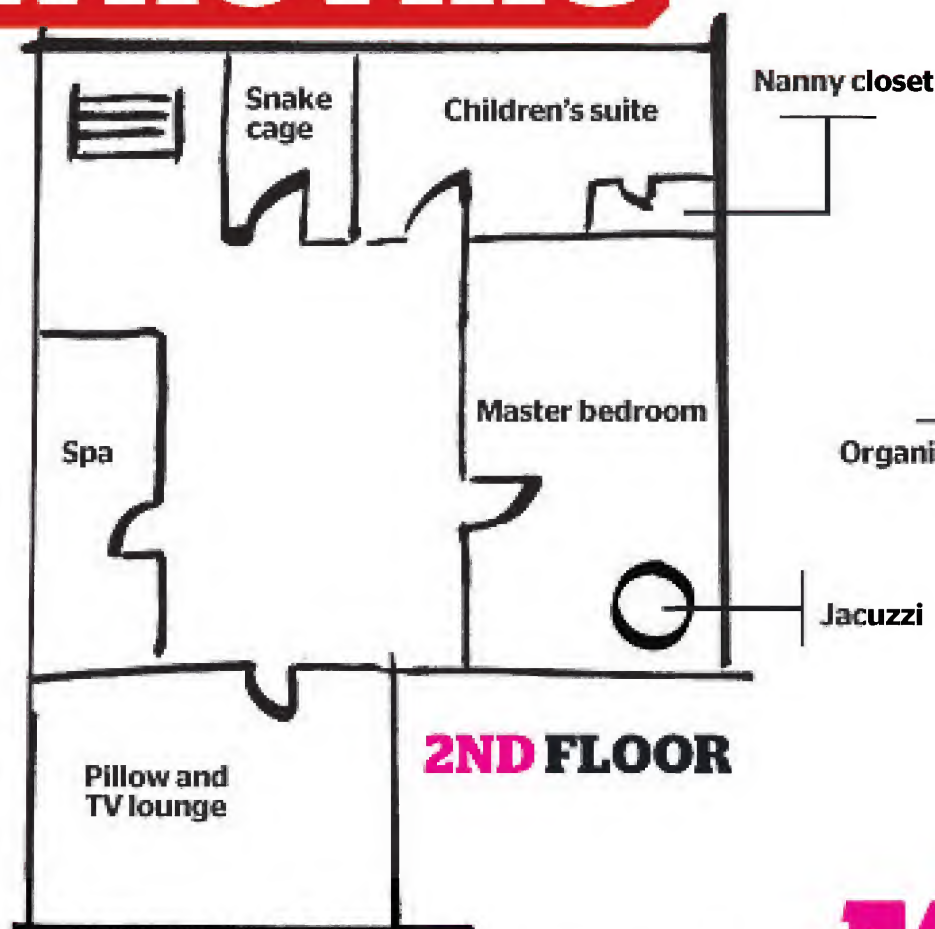 Snake
cage
Children's suite
Nanny closet
Master bedroom
Spa
Jacuzzi
2ND FLOOR
Pillow and
TV lounge